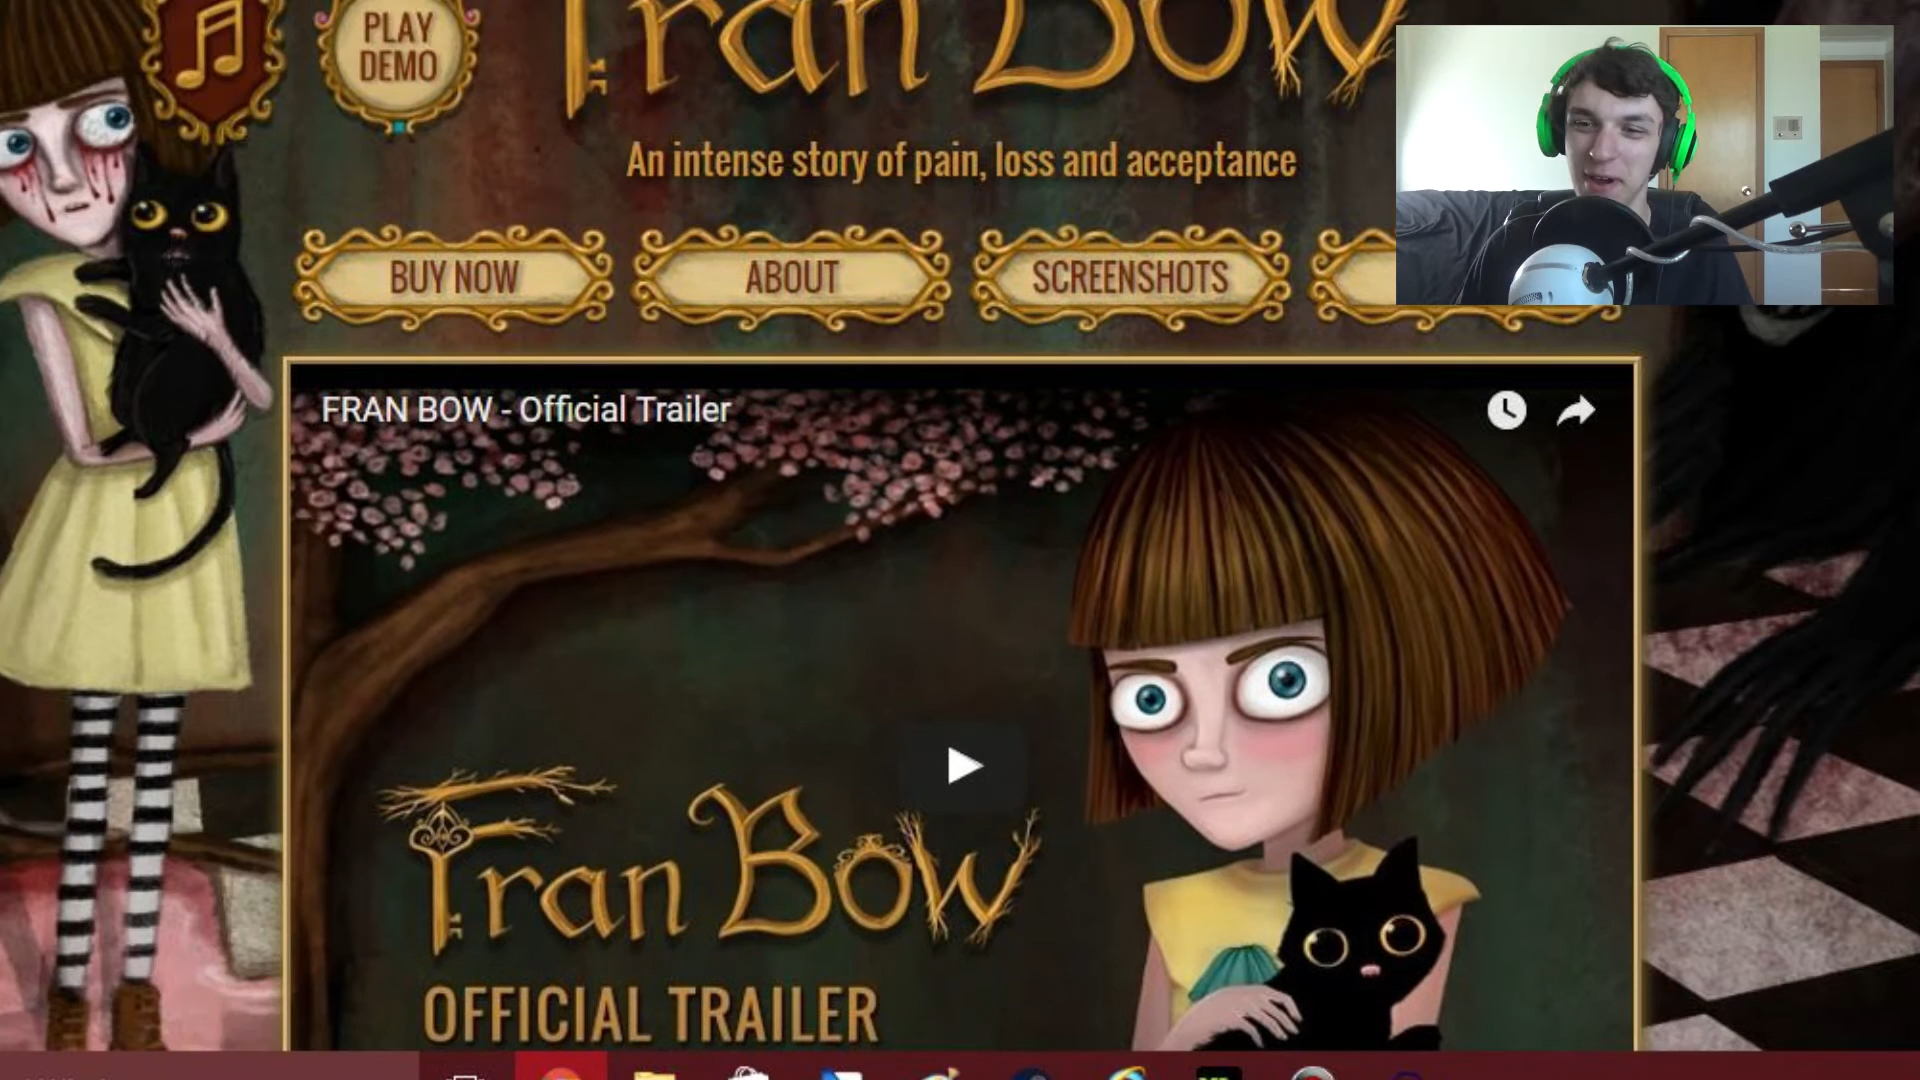 PLAY
DEMO
Fran Bow
An intense story of pain, loss and acceptance
BUY NOW
ABOUT
SCREENSHOTS
FRAN BOW - Official Trailer
Fran Bow
OFFICIAL TRAILER